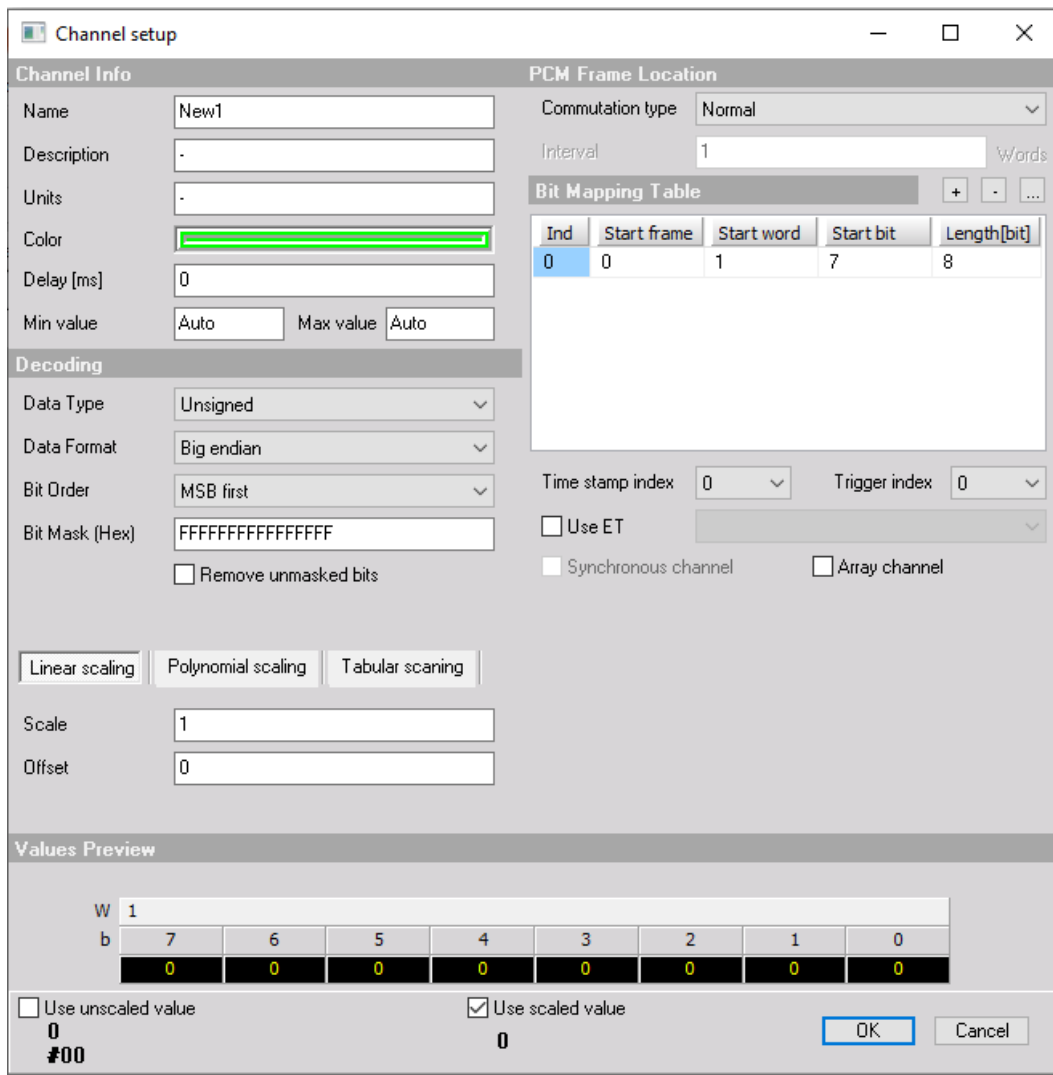 Channel setup
Channel Info
Name New1
Description -
Units -
Color
Delay [ms] 0
Min value Auto Max value Auto
Decoding
Data Type Unsigned
Data Format Big endian
Bit Order MSB first
Bit Mask (Hex) FFFFFFFFFFFFFFFF
Remove unmasked bits
Linear scaling Polynomial scaling Tabular scaning
Scale 1
Offset 0
PCM Frame Location
Commutation type Normal
Interval 1 Words
Bit Mapping Table + - ...
Ind Start frame Start word Start bit Length[bit]
0 0 1 7 8
Time stamp index 0 Trigger index 0
Use ET
Synchronous channel Array channel
Values Preview
W 1
b 7 6 5 4 3 2 1 0
0 0 0 0 0 0 0 0
Use unscaled value Use scaled value
0 0
#00
OK Cancel